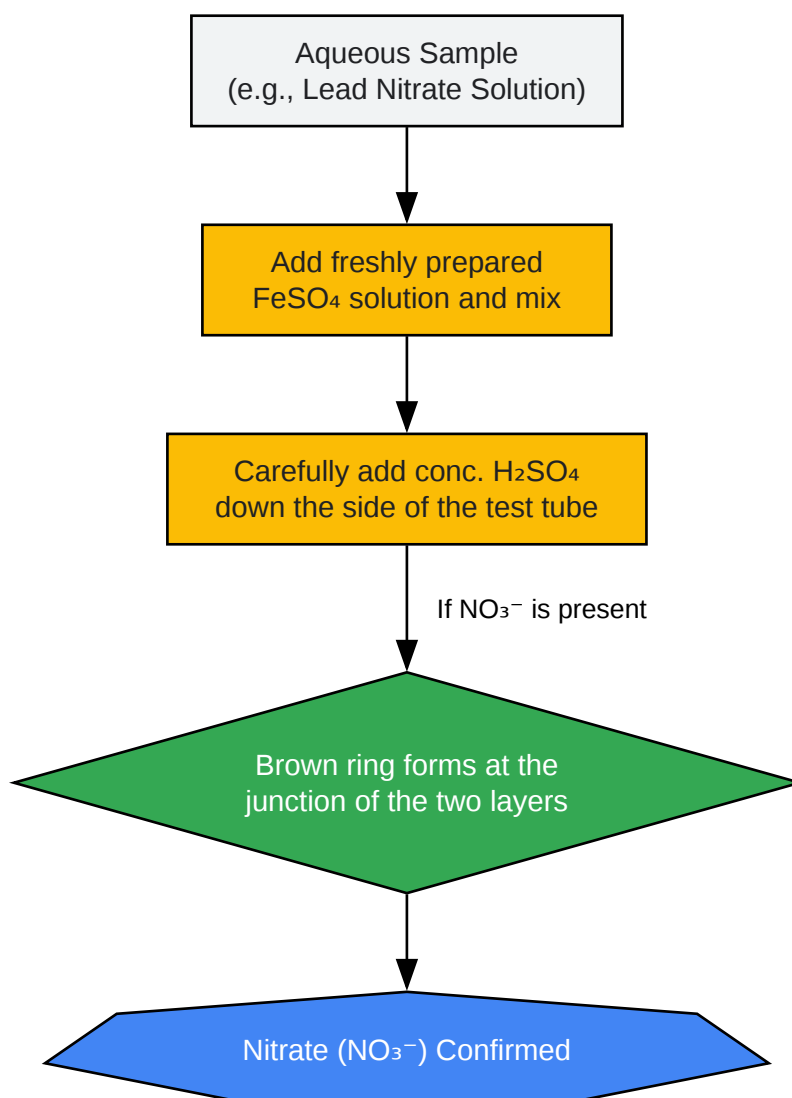 Aqueous Sample
(e.g., Lead Nitrate Solution)
Add freshly prepared
FeSO₄ solution and mix
Carefully add conc. H₂SO₄
down the side of the test tube
If NO₃⁻ is present
Brown ring forms at the
junction of the two layers
Nitrate (NO₃⁻) Confirmed